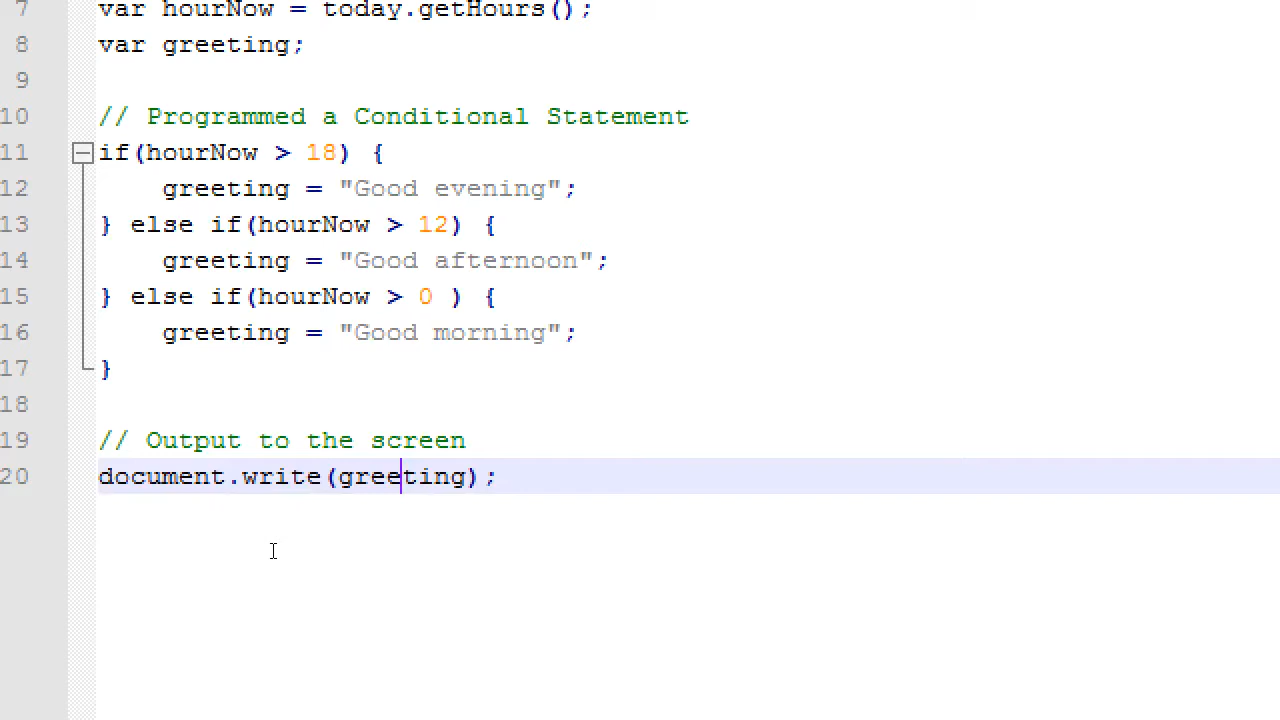 7 var hourNow = today.getHours();
8 var greeting;
9
10 // Programmed a Conditional Statement
11 if(hourNow > 18) {
12 greeting = "Good evening";
13 } else if(hourNow > 12) {
14 greeting = "Good afternoon";
15 } else if(hourNow > 0 ) {
16 greeting = "Good morning";
17 }
18
19 // Output to the screen
20 document.write(greeting);